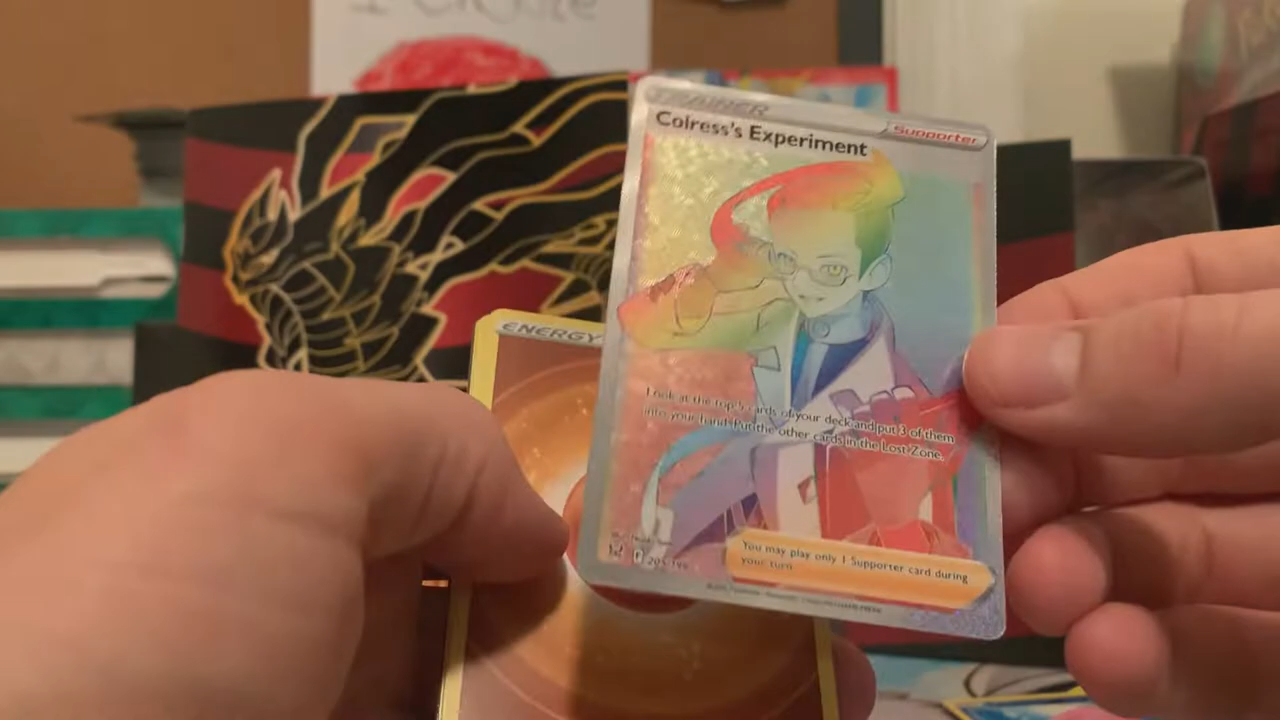 TRAINER
Supporter
Colress's Experiment
ENERGY
Look at the top 5 cards of your deck and put 3 of them
into your hand. Put the other cards in the Lost Zone.
You may play only 1 Supporter card during
your turn